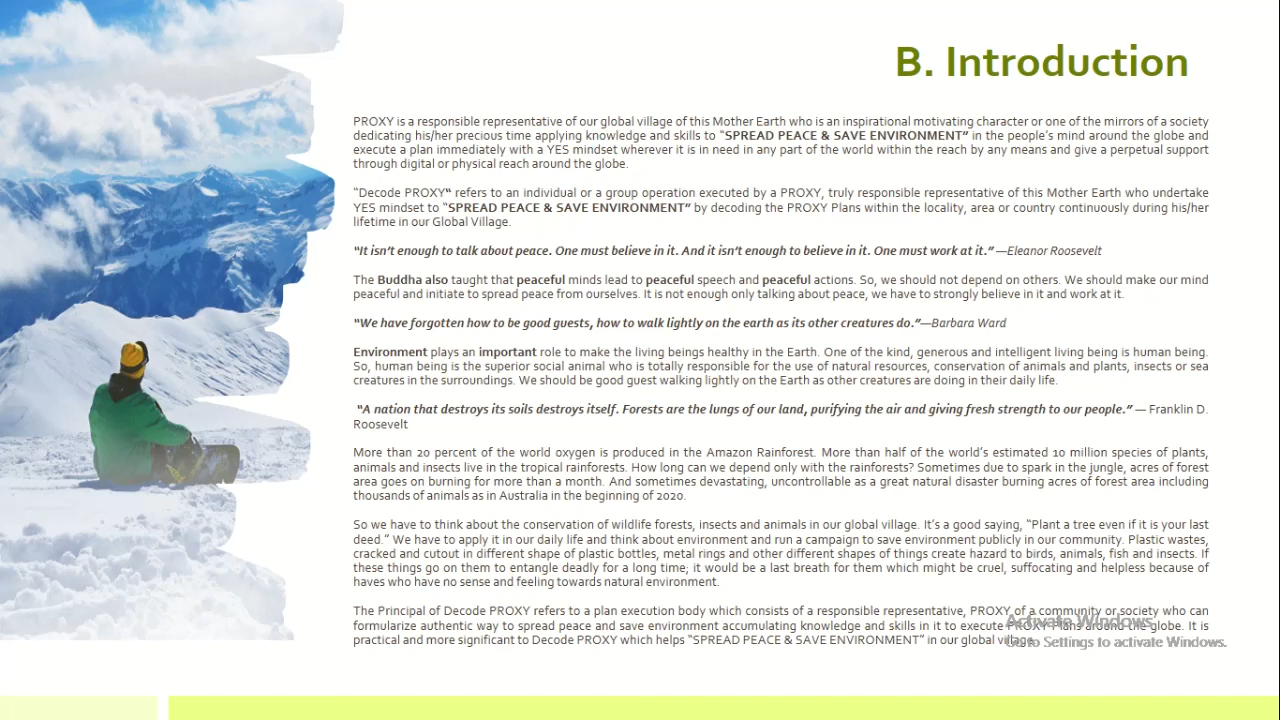 B. Introduction
PROXY is a responsible representative of our global village of this Mother Earth who is an inspirational motivating character or one of the mirrors of a society
dedicating his/her precious time applying knowledge and skills to “SPREAD PEACE & SAVE ENVIRONMENT” in the people’s mind around the globe and
execute a plan immediately with a YES mindset wherever it is in need in any part of the world within the reach by any means and give a perpetual support
through digital or physical reach around the globe.
“Decode PROXY“ refers to an individual or a group operation executed by a PROXY, truly responsible representative of this Mother Earth who undertake
YES mindset to “SPREAD PEACE & SAVE ENVIRONMENT” by decoding the PROXY Plans within the locality, area or country continuously during his/her
lifetime in our Global Village.
“It isn’t enough to talk about peace. One must believe in it. And it isn’t enough to believe in it. One must work at it.” —Eleanor Roosevelt
The Buddha also taught that peaceful minds lead to peaceful speech and peaceful actions. So, we should not depend on others. We should make our mind
peaceful and initiate to spread peace from ourselves. It is not enough only talking about peace, we have to strongly believe in it and work at it.
“We have forgotten how to be good guests, how to walk lightly on the earth as its other creatures do.”—Barbara Ward
Environment plays an important role to make the living beings healthy in the Earth. One of the kind, generous and intelligent living being is human being.
So, human being is the superior social animal who is totally responsible for the use of natural resources, conservation of animals and plants, insects or sea
creatures in the surroundings. We should be good guest walking lightly on the Earth as other creatures are doing in their daily life.
“A nation that destroys its soils destroys itself. Forests are the lungs of our land, purifying the air and giving fresh strength to our people.” — Franklin D.
Roosevelt
More than 20 percent of the world oxygen is produced in the Amazon Rainforest. More than half of the world’s estimated 10 million species of plants,
animals and insects live in the tropical rainforests. How long can we depend only with the rainforests? Sometimes due to spark in the jungle, acres of forest
area goes on burning for more than a month. And sometimes devastating, uncontrollable as a great natural disaster burning acres of forest area including
thousands of animals as in Australia in the beginning of 2020.
So we have to think about the conservation of wildlife forests, insects and animals in our global village. It’s a good saying, “Plant a tree even if it is your last
deed.” We have to apply it in our daily life and think about environment and run a campaign to save environment publicly in our community. Plastic wastes,
cracked and cutout in different shape of plastic bottles, metal rings and other different shapes of things create hazard to birds, animals, fish and insects. If
these things go on them to entangle deadly for a long time; it would be a last breath for them which might be cruel, suffocating and helpless because of
haves who have no sense and feeling towards natural environment.
The Principal of Decode PROXY refers to a plan execution body which consists of a responsible representative, PROXY of a community or society who can
formularize authentic way to spread peace and save environment accumulating knowledge and skills in it to execute PROXY Plans around the globe. It is
practical and more significant to Decode PROXY which helps “SPREAD PEACE & SAVE ENVIRONMENT” in our global village.
Activate Windows
Go to Settings to activate Windows.